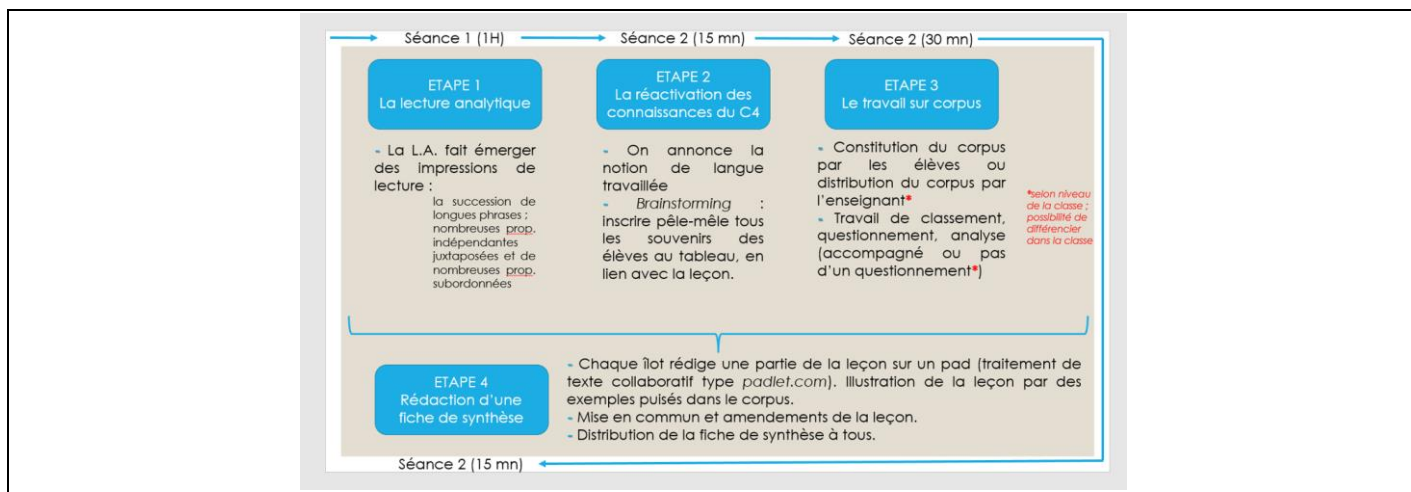 Séance 1 (1H)
Séance 2 (15 mn)
Séance 2 (30 mn)
ETAPE 1
La lecture analytique
- La L.A. fait émerger
des impressions de
lecture :
la succession de
longues phrases ;
nombreuses prop.
indépendantes
juxtaposées et de
nombreuses prop.
subordonnées
ETAPE 2
La réactivation des
connaissances du C4
- On annonce la
notion de langue
travaillée
- Brainstorming :
inscrire pêle-mêle tous
les souvenirs des
élèves au tableau, en
lien avec la leçon.
ETAPE 3
Le travail sur corpus
- Constitution du corpus
par les élèves ou
distribution du corpus par
l'enseignant*
- Travail de classement,
questionnement, analyse
(accompagné ou pas
d'un questionnement*)
*selon niveau
de la classe ;
possibilité de
différencier
dans la classe
ETAPE 4
Rédaction d'une
fiche de synthèse
- Chaque îlot rédige une partie de la leçon sur un pad (traitement de
texte collaboratif type padlet.com). Illustration de la leçon par des
exemples puisés dans le corpus.
- Mise en commun et amendements de la leçon.
- Distribution de la fiche de synthèse à tous.
Séance 2 (15 mn)